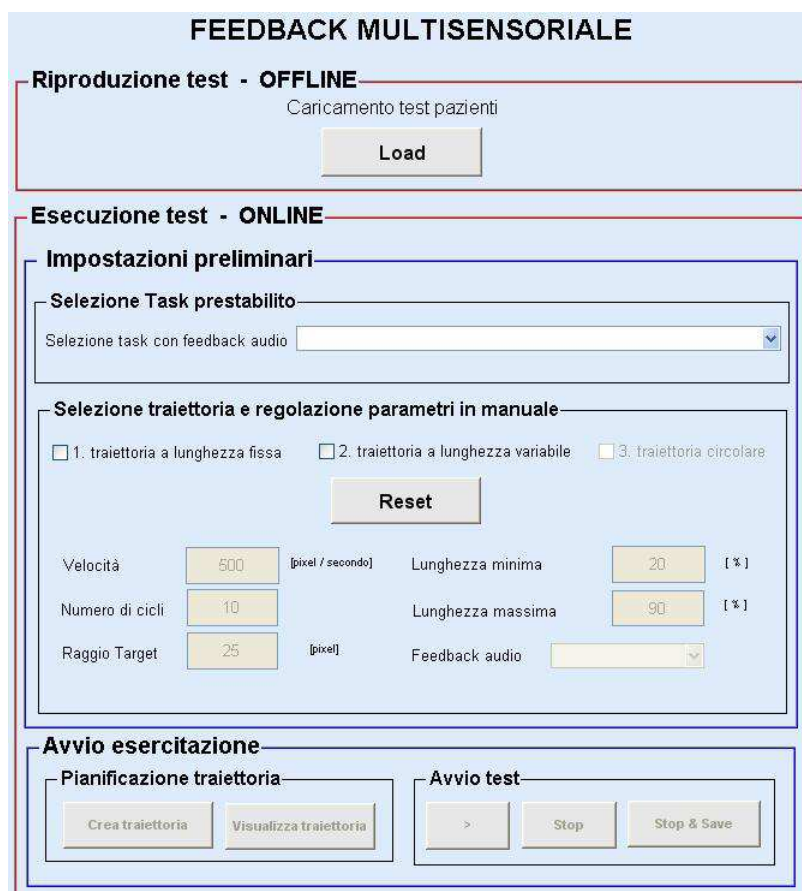 FEEDBACK MULTISENSORIALE
Riproduzione test - OFFLINE
Caricamento test pazienti
Load
Esecuzione test - ONLINE
Impostazioni preliminari
Selezione Task prestabilito
Selezione task con feedback audio
Selezione traiettoria e regolazione parametri in manuale
1. traiettoria a lunghezza fissa 2. traiettoria a lunghezza variabile 3. traiettoria circolare
Reset
Velocità 500 [pixel / secondo] Lunghezza minima 20 [ % ]
Numero di cicli 10 Lunghezza massima 90 [ % ]
Raggio Target 25 [pixel] Feedback audio
Avvio esercitazione
Pianificazione traiettoria Avvio test
Crea traiettoria Visualizza traiettoria > Stop Stop & Save